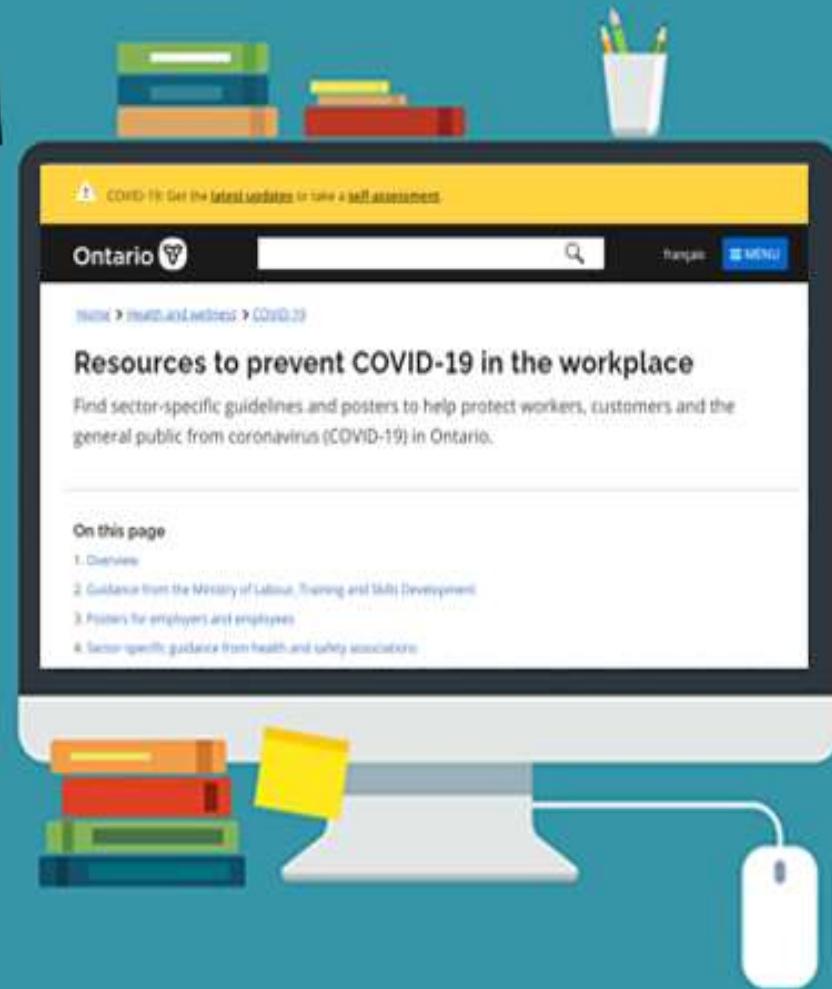 COVID-19: Get the latest updates or take a self assessment.
Ontario
français
MENU
Home > Health and wellness > COVID-19
Resources to prevent COVID-19 in the workplace
Find sector-specific guidelines and posters to help protect workers, customers and the
general public from coronavirus (COVID-19) in Ontario.
On this page
1. Overview
2. Guidance from the Ministry of Labour, Training and Skills Development
3. Posters for employers and employees
4. Sector-specific guidance from health and safety associations